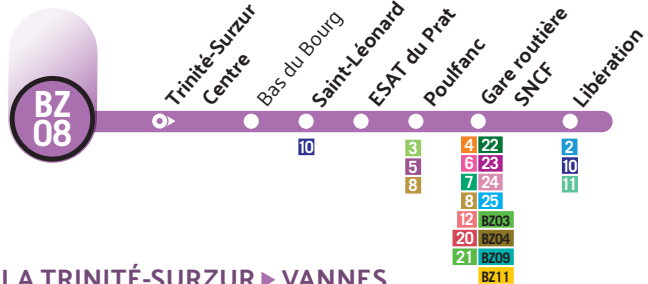 BZ
08
Trinité-Surzur
Centre
Bas du Bourg
Saint-Léonard
ESAT du Prat
Poulfanc
Gare routière
SNCF
Libération
10
3
5
8
4 22
6 23
7 24
8 25
12 BZ03
20 BZ04
21 BZ09
BZ11
2
10
11
LA TRINITÉ-SURZUR ▶ VANNES